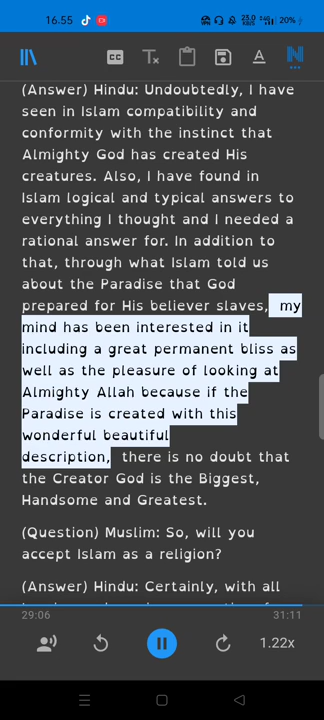 16.55
25.0
KB/S
20%
CC
T×
A
N
(Answer) Hindu: Undoubtedly, I have
seen in Islam compatibility and
conformity with the instinct that
Almighty God has created His
creatures. Also, I have found in
Islam logical and typical answers to
everything I thought and I needed a
rational answer for. In addition to
that, through what Islam told us
about the Paradise that God
prepared for His believer slaves, my
mind has been interested in it
including a great permanent bliss as
well as the pleasure of looking at
Almighty Allah because if the
Paradise is created with this
wonderful beautiful
description, there is no doubt that
the Creator God is the Biggest,
Handsome and Greatest.
(Question) Muslim: So, will you
accept Islam as a religion?
(Answer) Hindu: Certainly, with all
29:06
31:11
1.22x